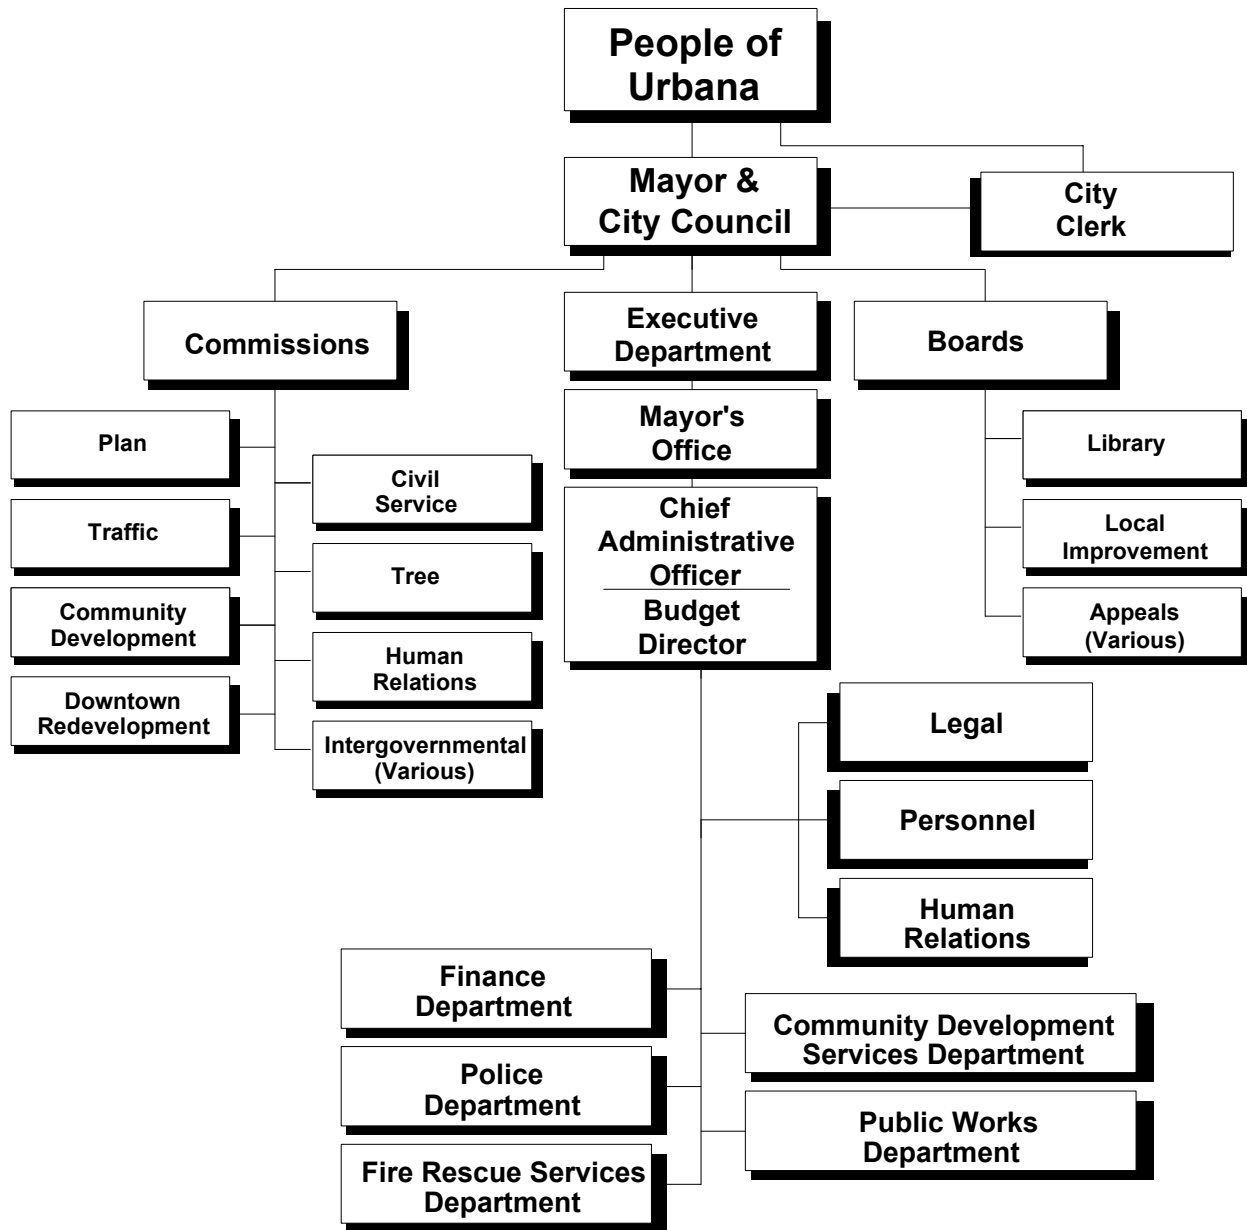 People of
Urbana
Mayor &
City Council
City
Clerk
Commissions
Executive
Department
Boards
Plan
Traffic
Community
Development
Downtown
Redevelopment
Civil
Service
Tree
Human
Relations
Intergovernmental
(Various)
Mayor's
Office
Chief
Administrative
Officer
Budget
Director
Library
Local
Improvement
Appeals
(Various)
Legal
Personnel
Human
Relations
Finance
Department
Police
Department
Fire Rescue Services
Department
Community Development
Services Department
Public Works
Department